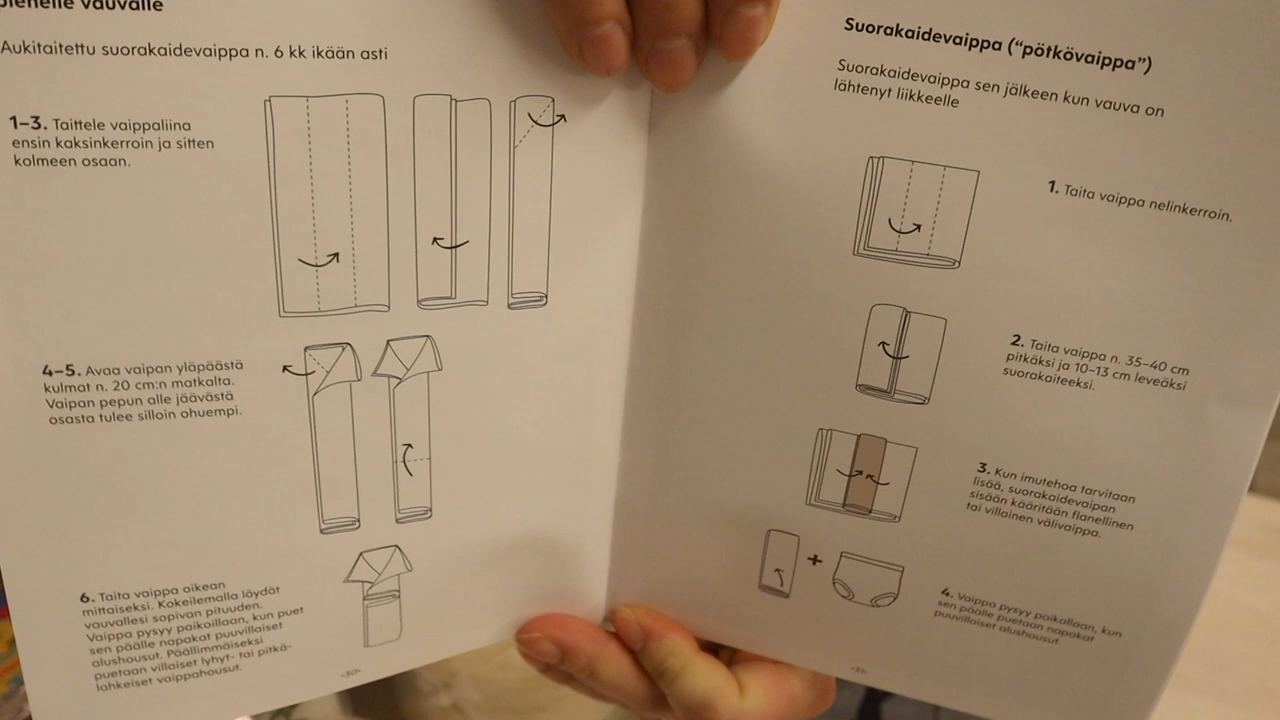 pienelle vauvalle
Aukitaitettu suorakaidevaippa n. 6 kk ikään asti
1–3. Taittele vaippaliina
ensin kaksinkerroin ja sitten
kolmeen osaan.
4–5. Avaa vaipan yläpäästä
kulmat n. 20 cm:n matkalta.
Vaipan pepun alle jäävästä
osasta tulee silloin ohuempi.
6. Taita vaippa oikean
mittaiseksi. Kokeilemalla löydät
vauvallesi sopivan pituuden.
Vaippa pysyy paikoillaan, kun puet
sen päälle napakat puuvillaiset
alushousut. Päällimmäiseksi
puetaan villaiset lyhyt- tai pitkä-
lahkeiset vaippahousut.
~30~
Suorakaidevaippa (“pötkövaippa”)
Suorakaidevaippa sen jälkeen kun vauva on
lähtenyt liikkeelle
1. Taita vaippa nelinkerroin.
2. Taita vaippa n. 35–40 cm
pitkäksi ja 10–13 cm leveäksi
suorakaiteeksi.
3. Kun imutehoa tarvitaan
lisää, suorakaidevaipan
sisään kääritään flanellinen
tai villainen välivaippa.
+
4. Vaippa pysyy paikallaan, kun
sen päälle puetaan napakat
puuvillaiset alushousut.
~31~